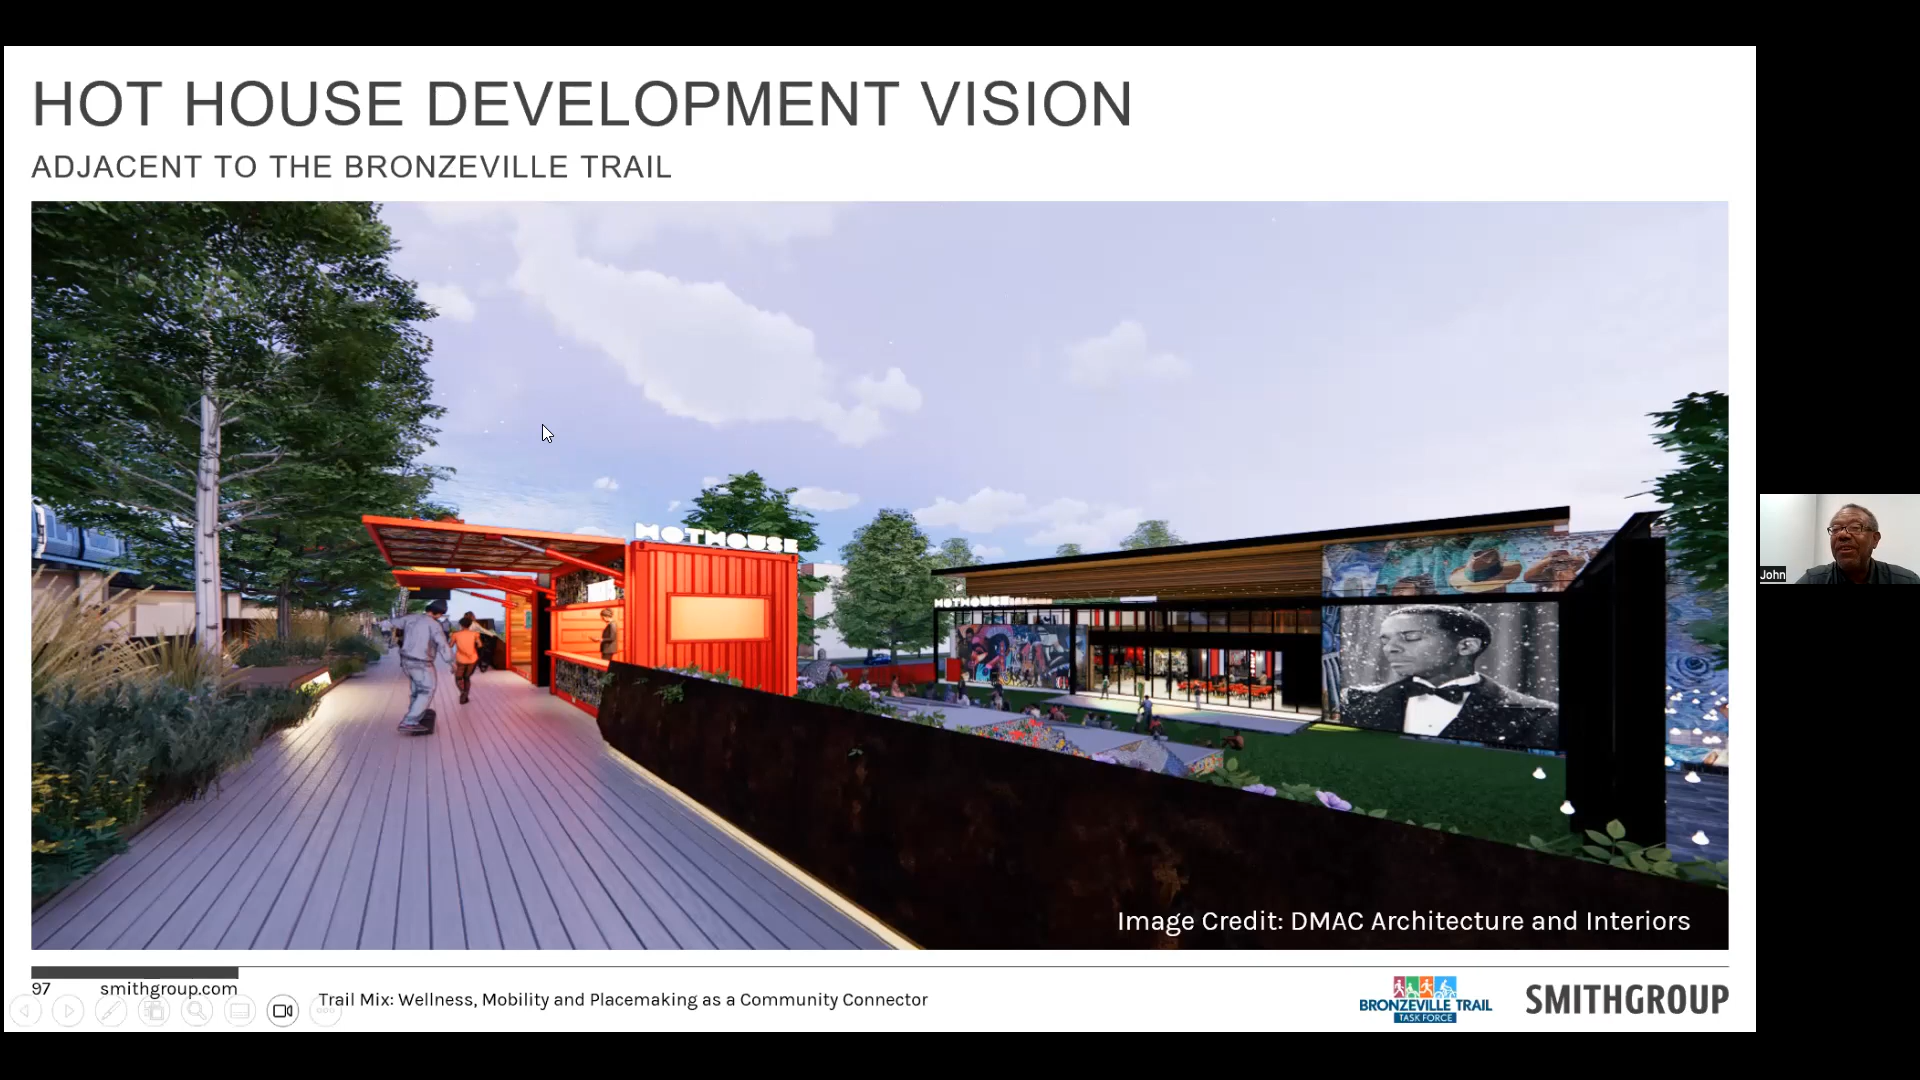 HOT HOUSE DEVELOPMENT VISION
ADJACENT TO THE BRONZEVILLE TRAIL
HOTHOUSE
HOTHOUSE
John
Image Credit: DMAC Architecture and Interiors
97
smithgroup.com
Trail Mix: Wellness, Mobility and Placemaking as a Community Connector
BRONZEVILLE TRAIL
TASK FORCE
SMITHGROUP